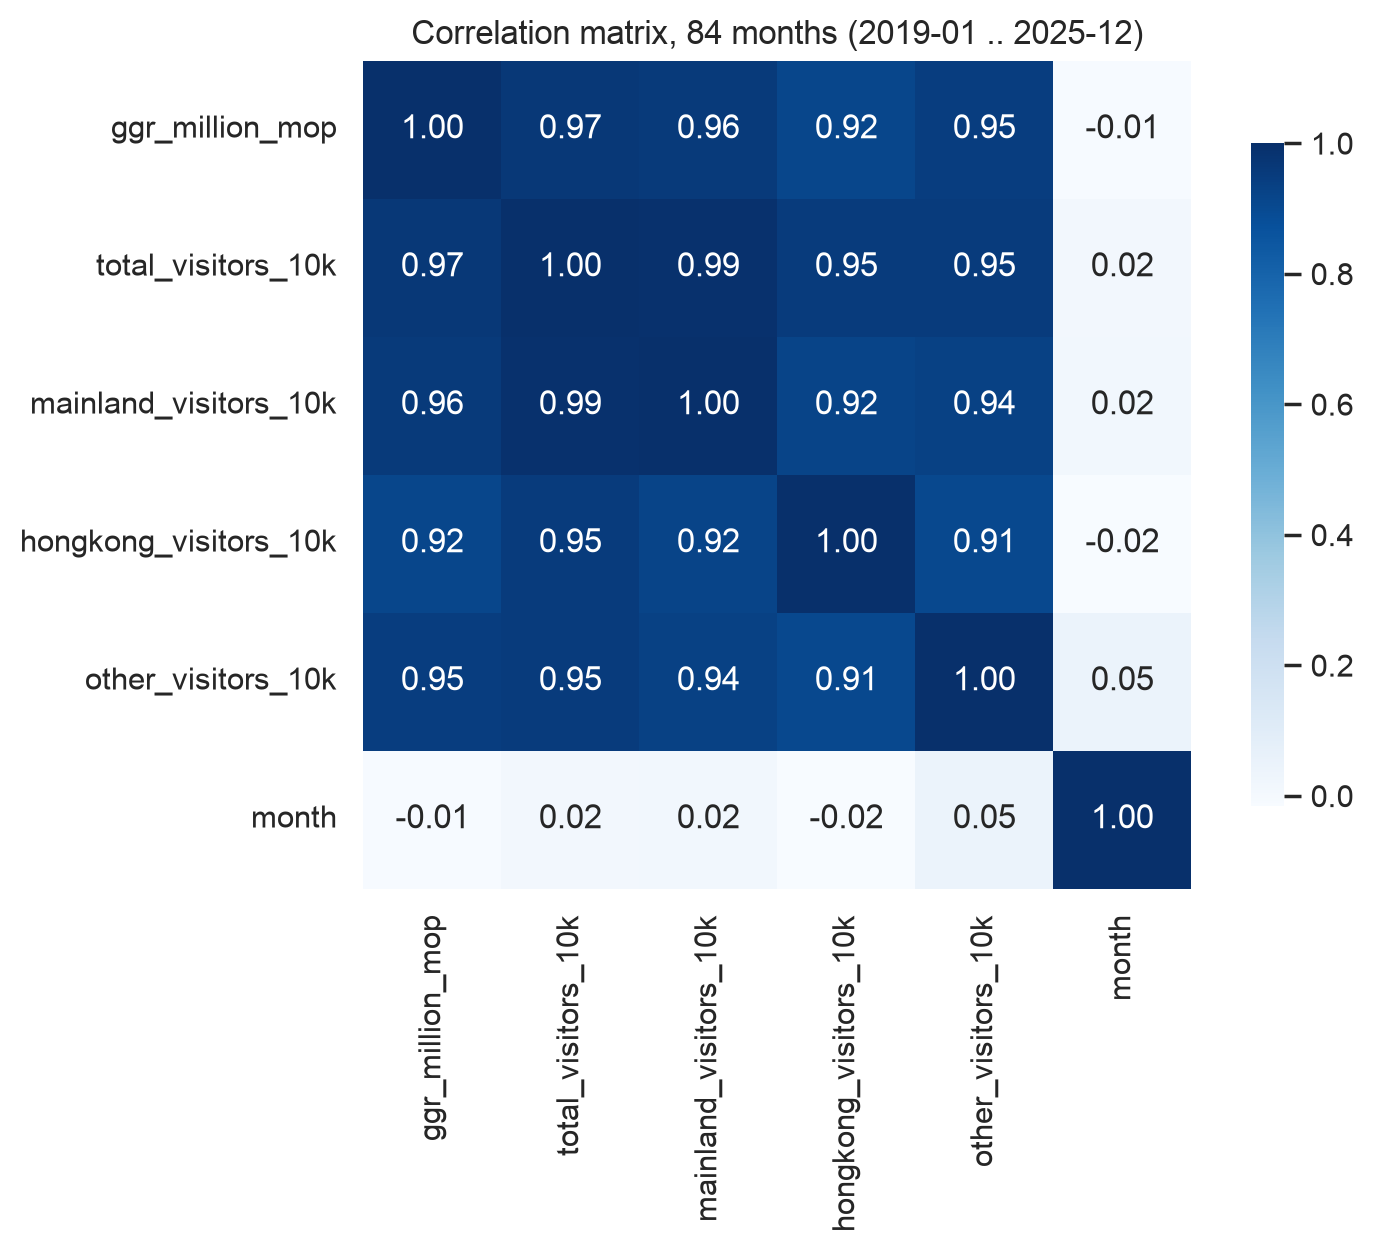 Correlation matrix, 84 months (2019-01 .. 2025-12)
ggr_million_mop 1.00 0.97 0.96 0.92 0.95 -0.01
total_visitors_10k 0.97 1.00 0.99 0.95 0.95 0.02
mainland_visitors_10k 0.96 0.99 1.00 0.92 0.94 0.02
hongkong_visitors_10k 0.92 0.95 0.92 1.00 0.91 -0.02
other_visitors_10k 0.95 0.95 0.94 0.91 1.00 0.05
month -0.01 0.02 0.02 -0.02 0.05 1.00
ggr_million_mop
total_visitors_10k
mainland_visitors_10k
hongkong_visitors_10k
other_visitors_10k
month
1.0
0.8
0.6
0.4
0.2
0.0